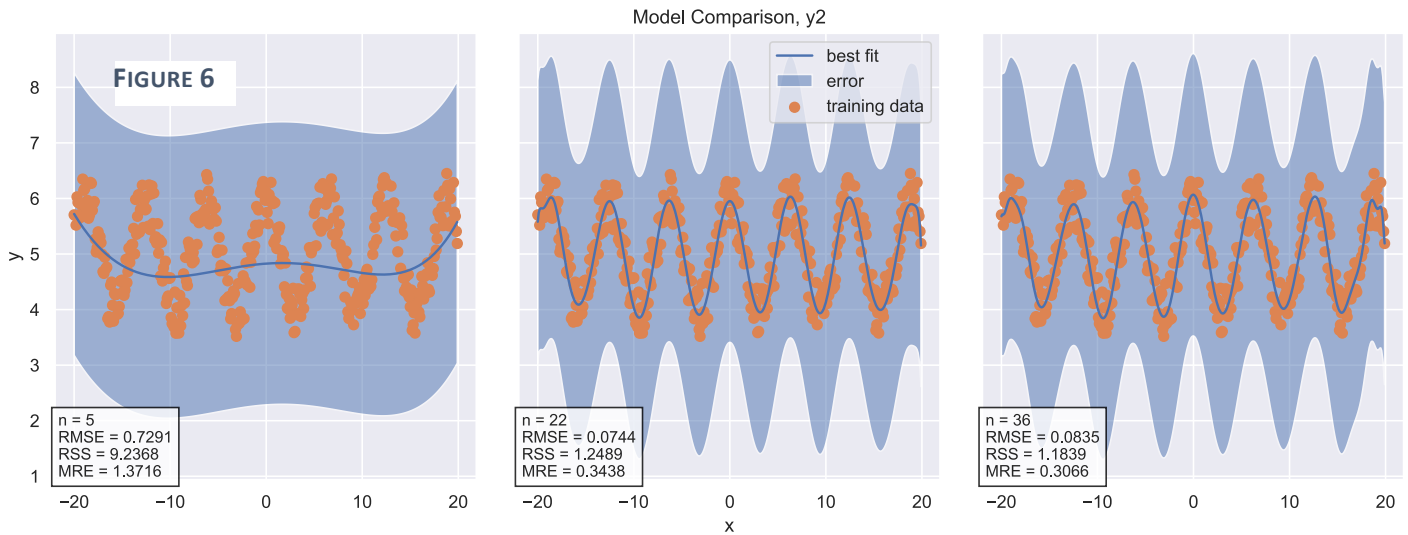 Model Comparison, y2
FIGURE 6
best fit
error
training data
y
8
7
6
5
4
3
2
1
n = 5
RMSE = 0.7291
RSS = 9.2368
MRE = 1.3716
n = 22
RMSE = 0.0744
RSS = 1.2489
MRE = 0.3438
n = 36
RMSE = 0.0835
RSS = 1.1839
MRE = 0.3066
−20 −10 0 10 20
−20 −10 0 10 20
−20 −10 0 10 20
x